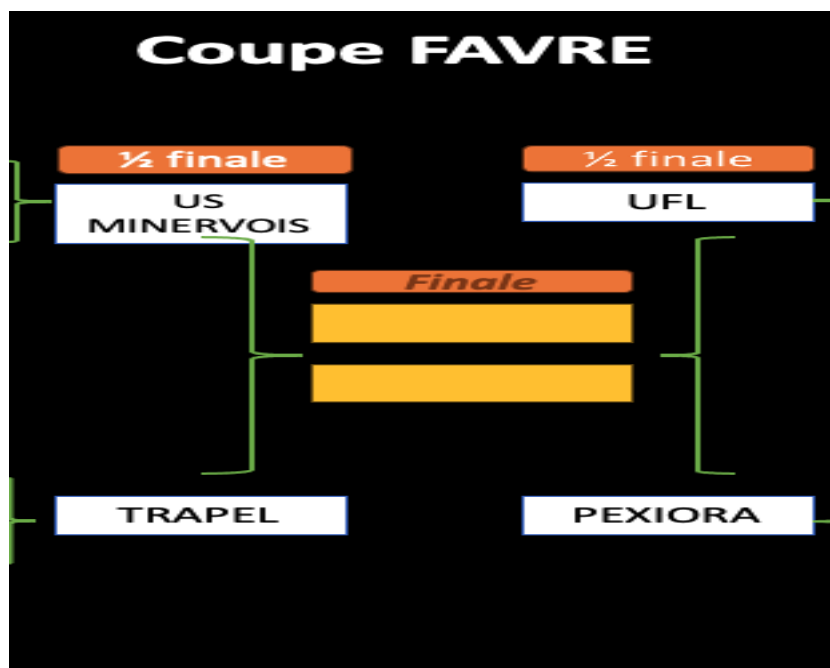 Coupe FAVRE
½ finale
½ finale
US
MINERVOIS
UFL
Finale
TRAPEL
PEXIORA